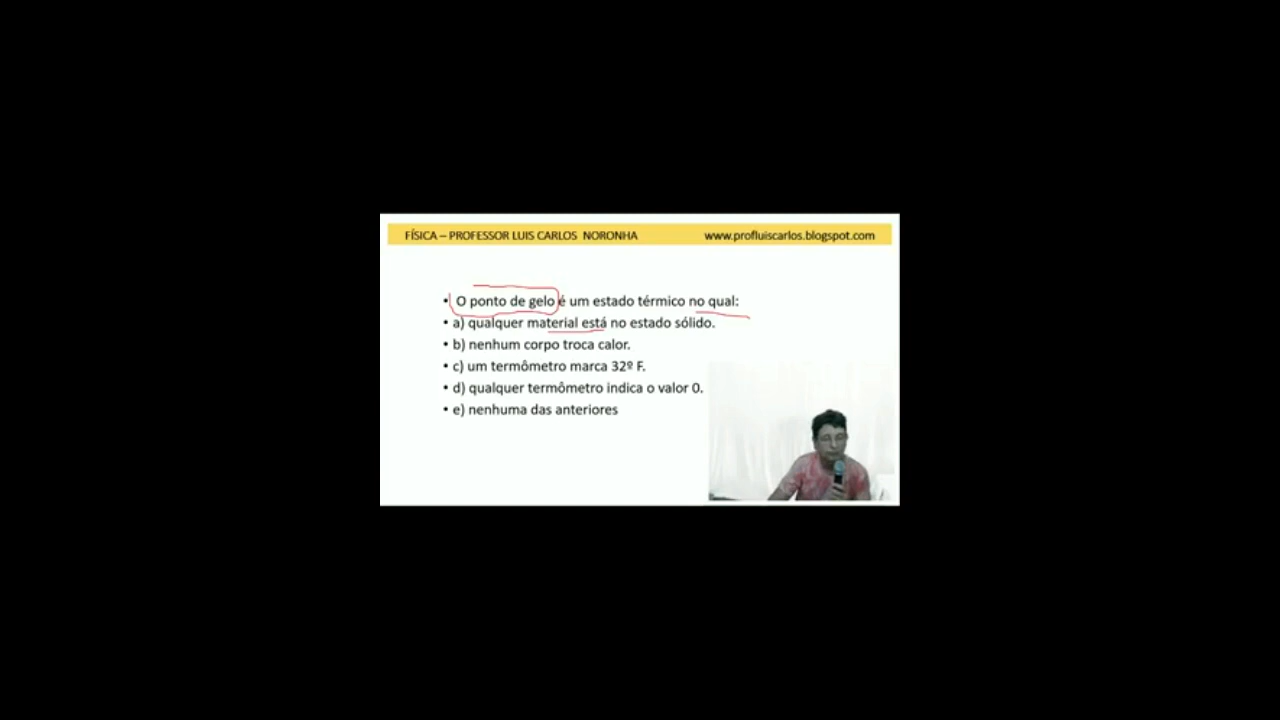 FÍSICA – PROFESSOR LUIS CARLOS NORONHA www.profluiscarlos.blogspot.com
• O ponto de gelo é um estado térmico no qual:
• a) qualquer material está no estado sólido.
• b) nenhum corpo troca calor.
• c) um termômetro marca 32º F.
• d) qualquer termômetro indica o valor 0.
• e) nenhuma das anteriores